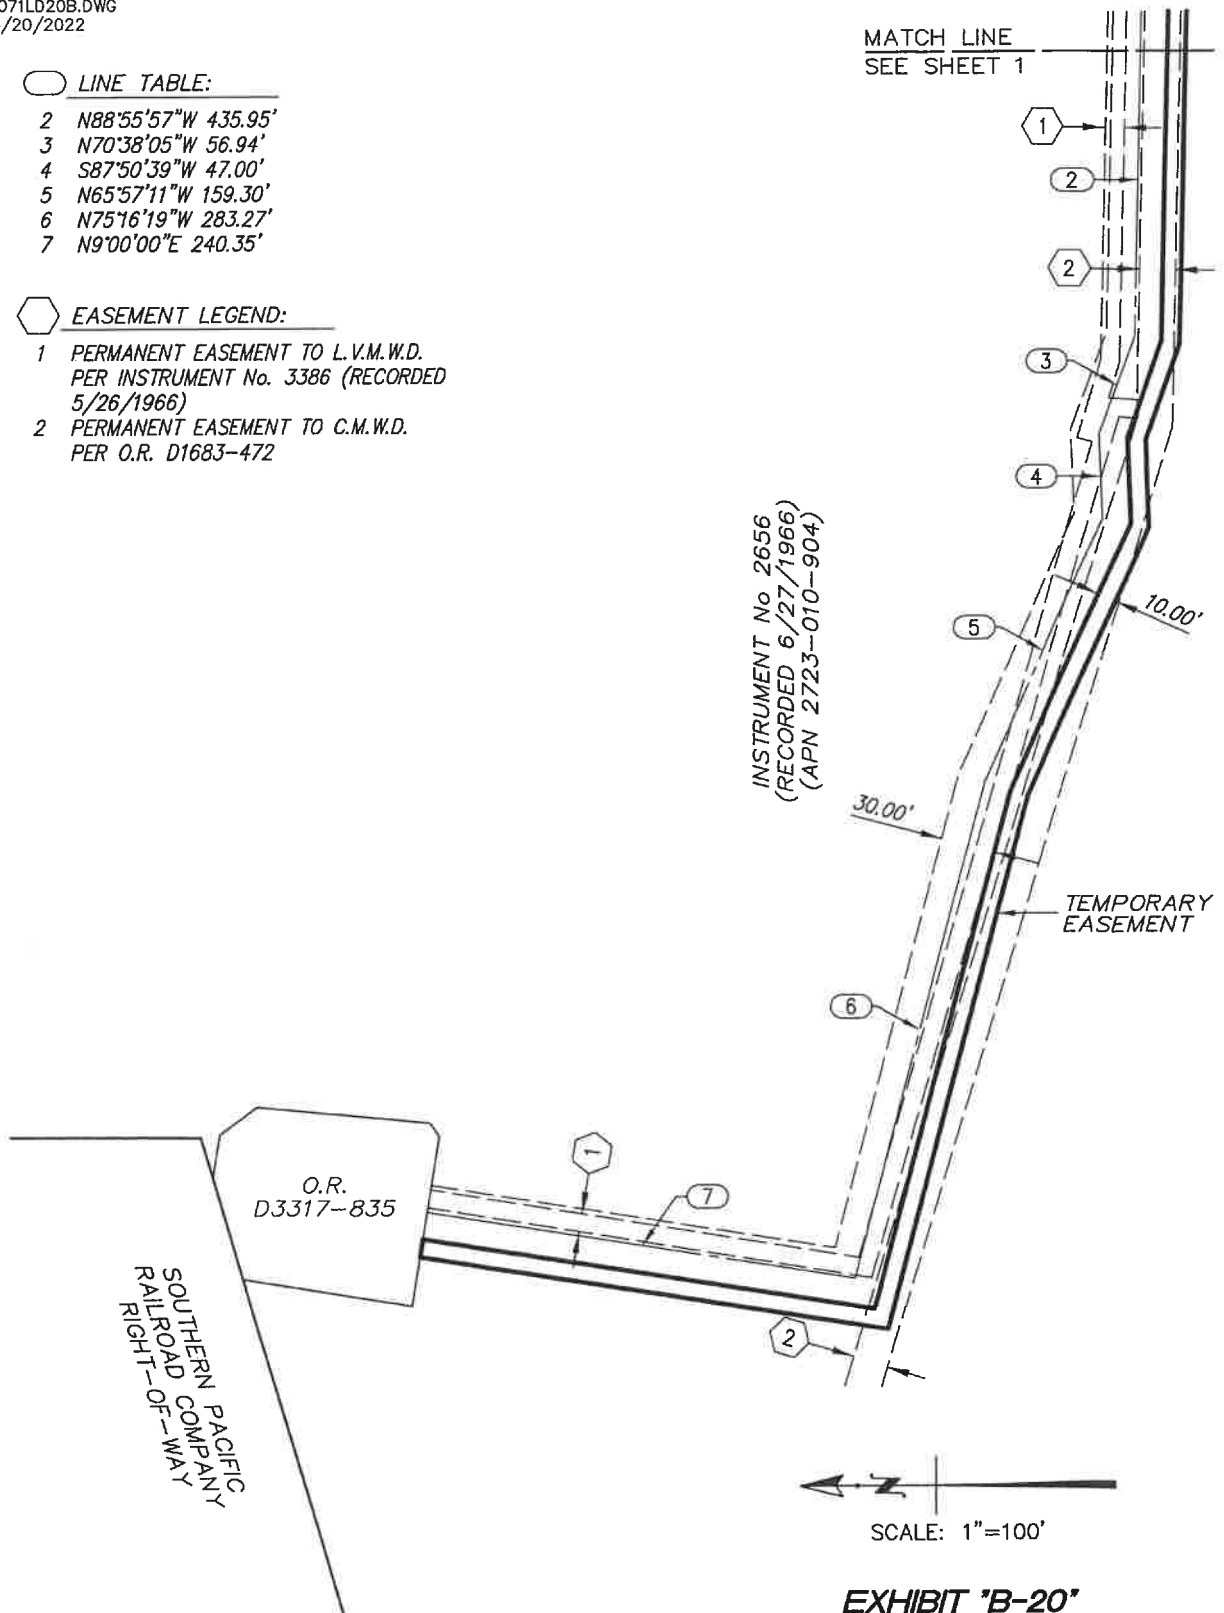 071LD20B.DWG
/20/2022
MATCH LINE
SEE SHEET 1
LINE TABLE:
2 N88°55'57"W 435.95'
3 N70°38'05"W 56.94'
4 S87°50'39"W 47.00'
5 N65°57'11"W 159.30'
6 N75°16'19"W 283.27'
7 N9°00'00"E 240.35'
EASEMENT LEGEND:
1 PERMANENT EASEMENT TO L.V.M.W.D.
PER INSTRUMENT No. 3386 (RECORDED
5/26/1966)
2 PERMANENT EASEMENT TO C.M.W.D.
PER O.R. D1683-472
1
2
2
3
4
INSTRUMENT No 2656
(RECORDED 6/27/1966)
(APN 2723-010-904)
10.00'
5
30.00'
TEMPORARY
EASEMENT
6
1
7
O.R.
D3317-835
2
SOUTHERN PACIFIC
RAILROAD COMPANY
RIGHT-OF-WAY
N
SCALE: 1"=100'
EXHIBIT "B-20"